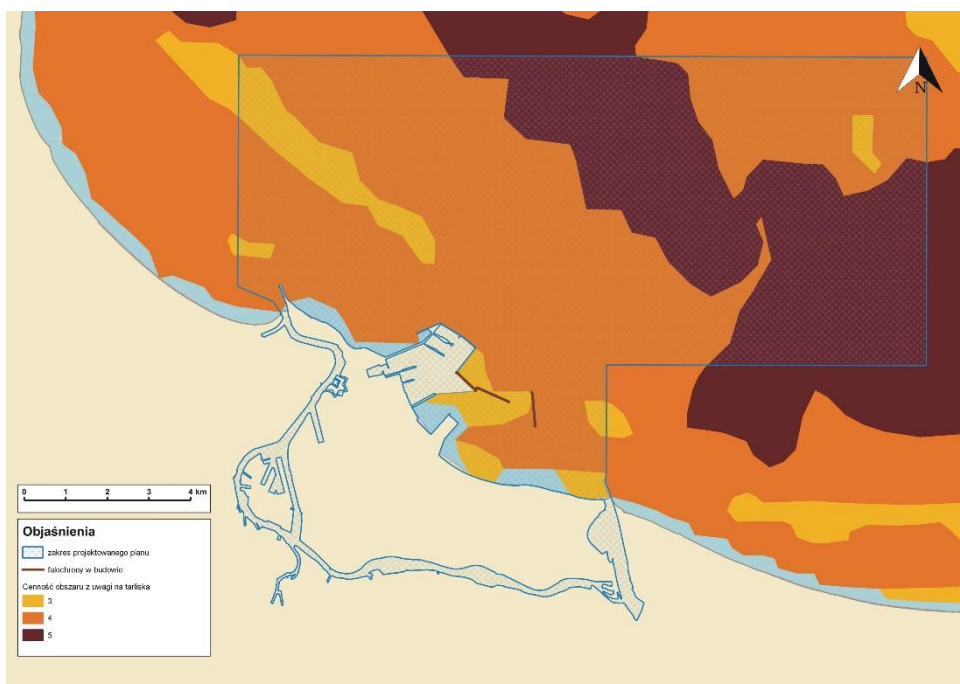 N
0 1 2 3 4 km
Objaśnienia
zakres projektowanego planu
falochrony w budowie
Cenność obszaru z uwagi na tarliska
3
4
5